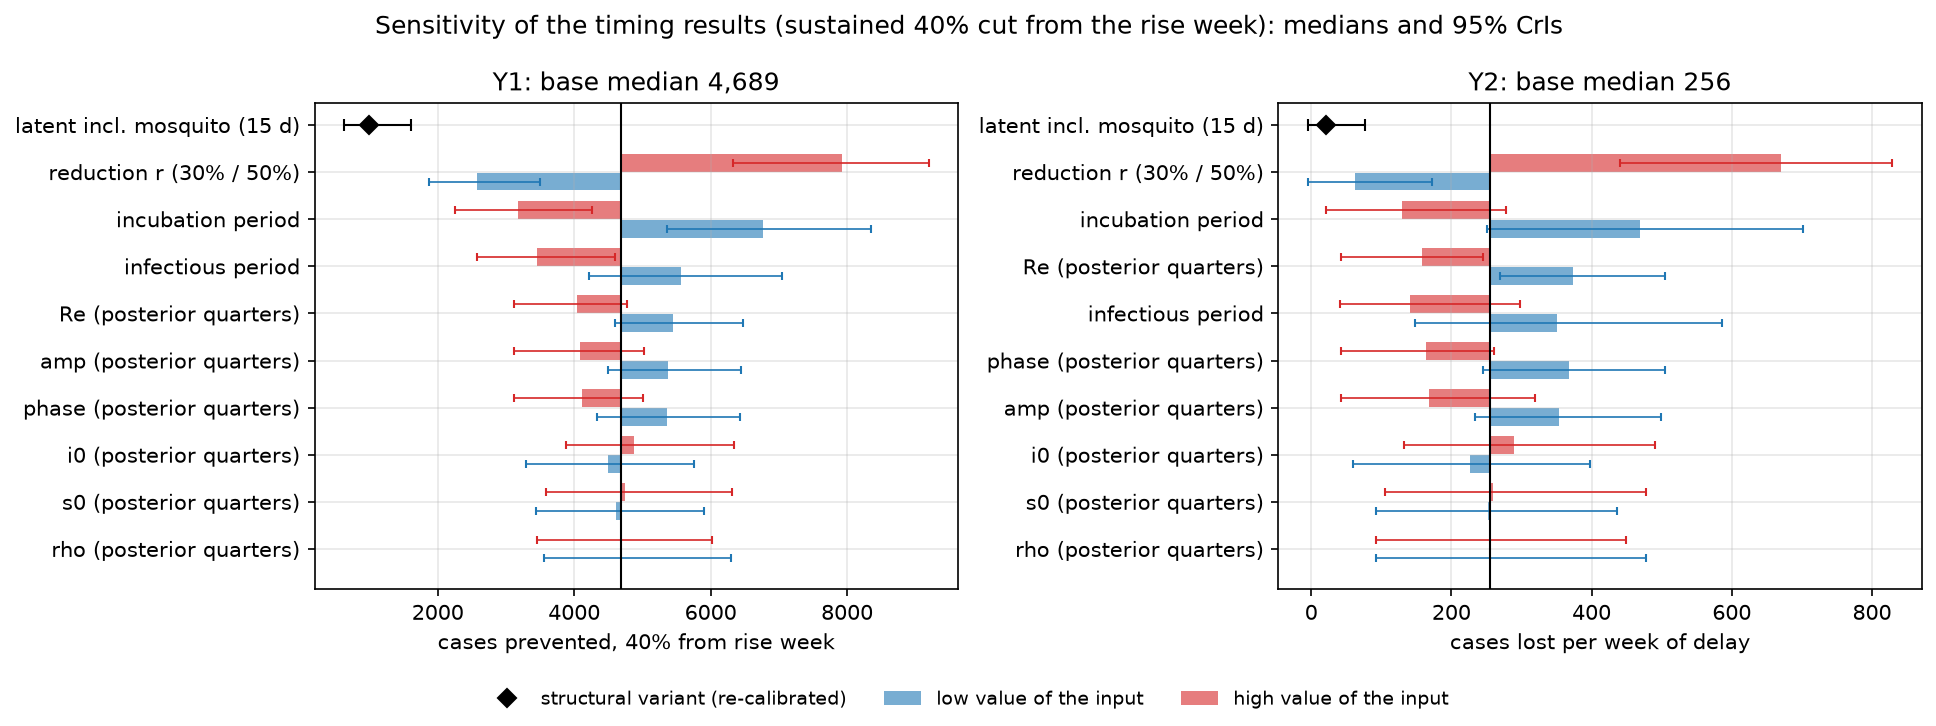 Sensitivity of the timing results (sustained 40% cut from the rise week): medians and 95% CrIs
Y1: base median 4,689
latent incl. mosquito (15 d)
reduction r (30% / 50%)
incubation period
infectious period
Re (posterior quarters)
amp (posterior quarters)
phase (posterior quarters)
i0 (posterior quarters)
s0 (posterior quarters)
rho (posterior quarters)
2000 4000 6000 8000
cases prevented, 40% from rise week
Y2: base median 256
latent incl. mosquito (15 d)
reduction r (30% / 50%)
incubation period
Re (posterior quarters)
infectious period
phase (posterior quarters)
amp (posterior quarters)
i0 (posterior quarters)
s0 (posterior quarters)
rho (posterior quarters)
0 200 400 600 800
cases lost per week of delay
structural variant (re-calibrated) low value of the input high value of the input